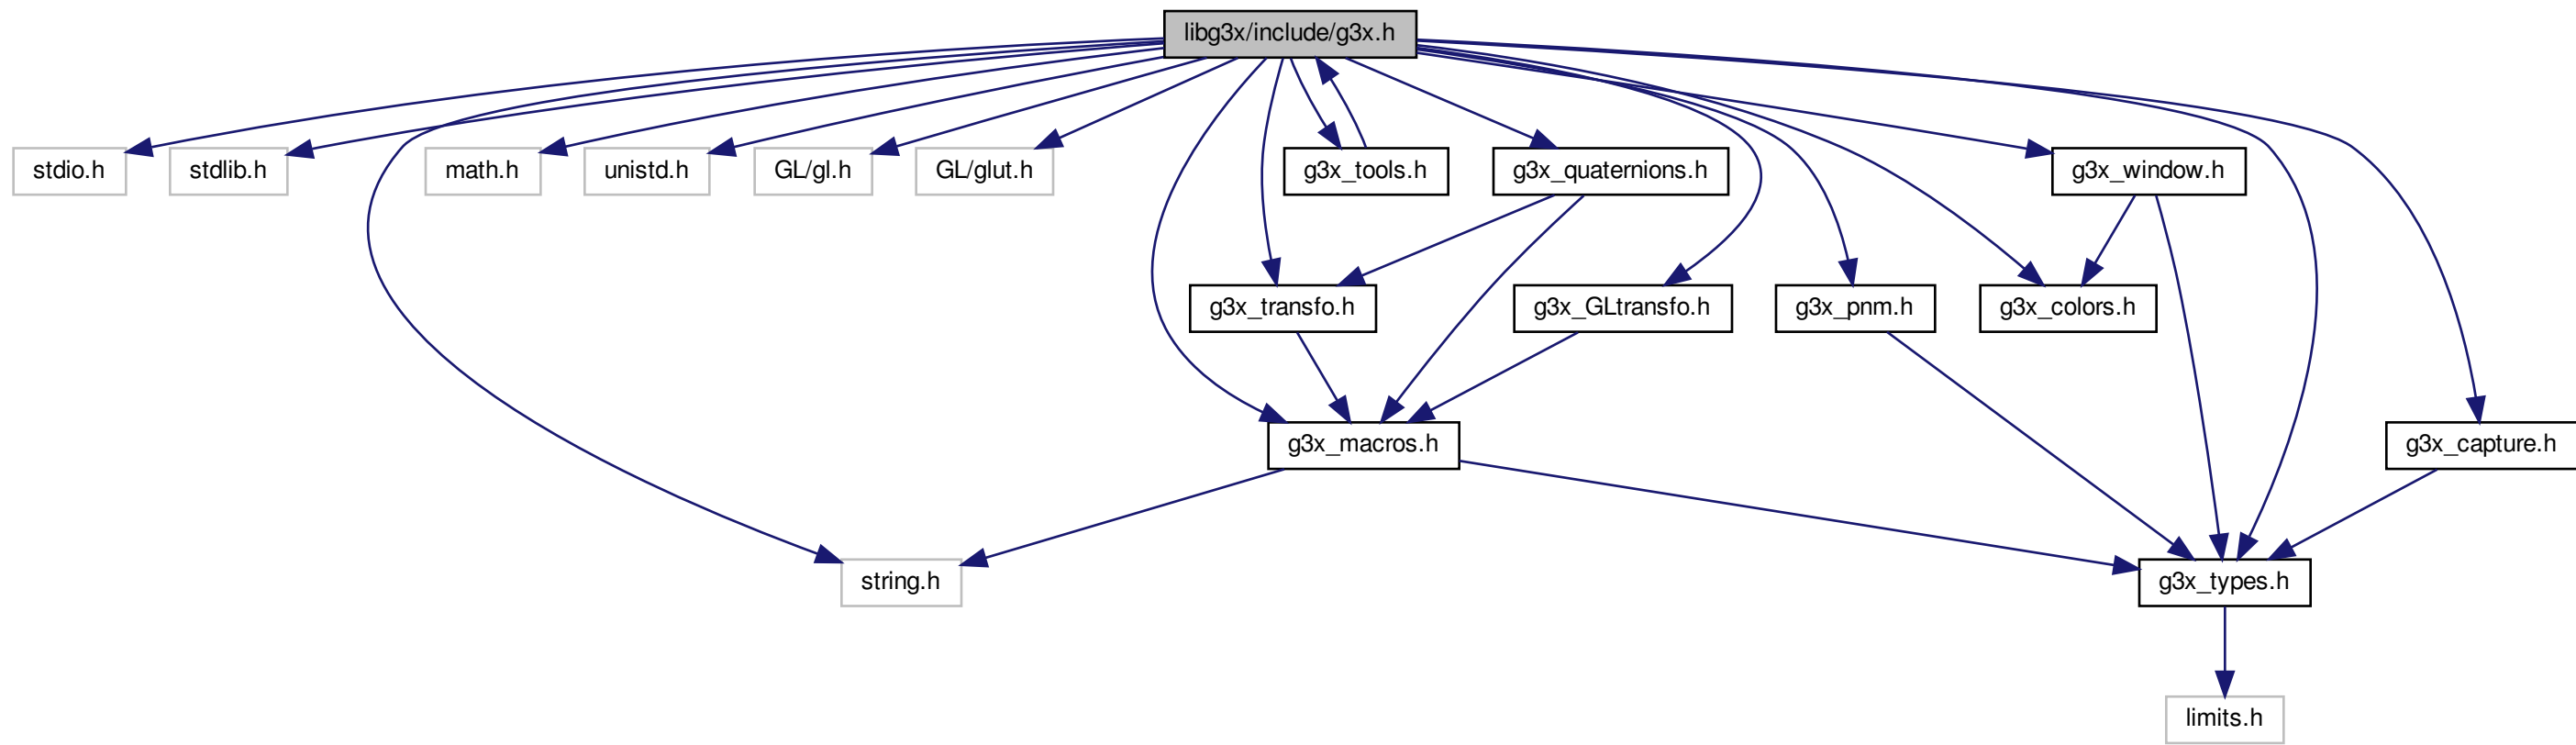 libg3x/include/g3x.h
stdio.h
stdlib.h
math.h
unistd.h
GL/gl.h
GL/glut.h
g3x_tools.h
g3x_quaternions.h
g3x_window.h
g3x_transfo.h
g3x_GLtransfo.h
g3x_pnm.h
g3x_colors.h
g3x_macros.h
g3x_capture.h
string.h
g3x_types.h
limits.h